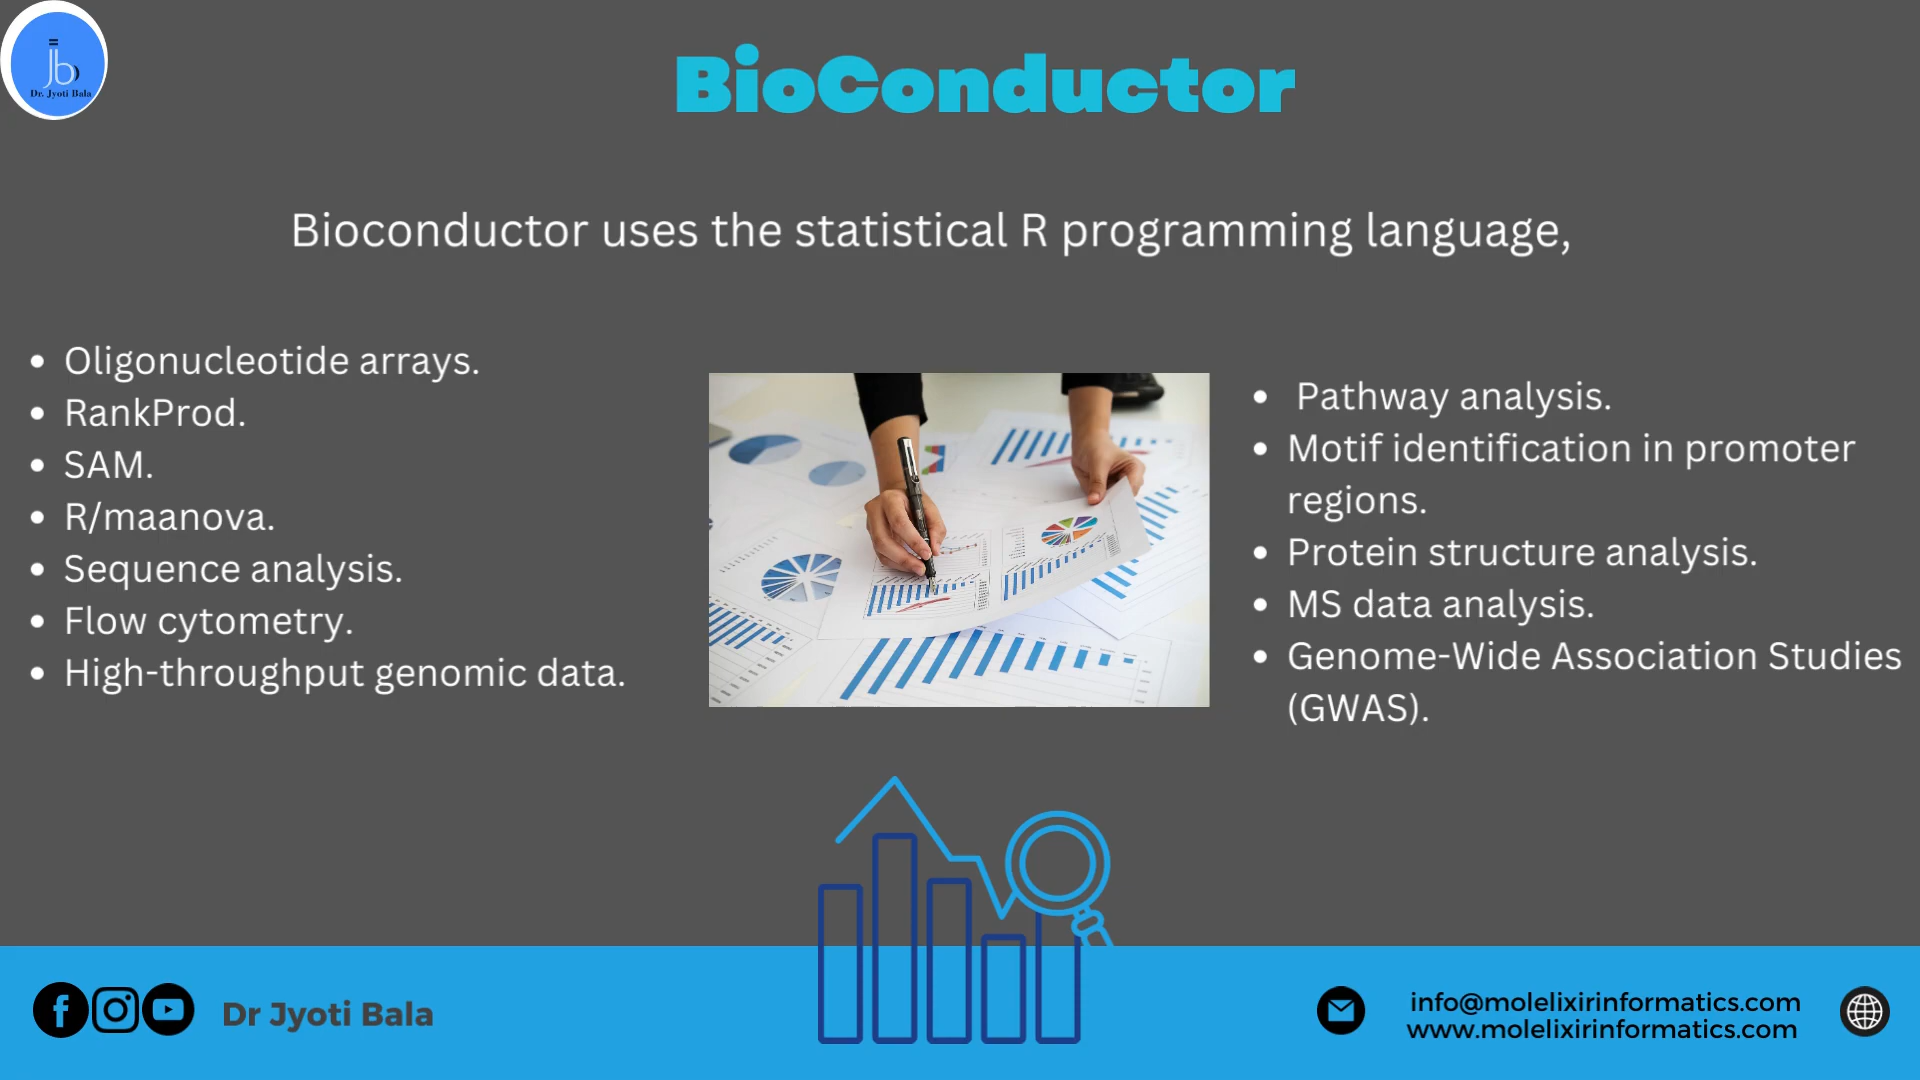 jb
Dr. Jyoti Bala
BioConductor
Bioconductor uses the statistical R programming language,
• Oligonucleotide arrays.
• RankProd.
• SAM.
• R/maanova.
• Sequence analysis.
• Flow cytometry.
• High-throughput genomic data.
• Pathway analysis.
• Motif identification in promoter
regions.
• Protein structure analysis.
• MS data analysis.
• Genome-Wide Association Studies
(GWAS).
Dr Jyoti Bala
info@molelixirinformatics.com
www.molelixirinformatics.com